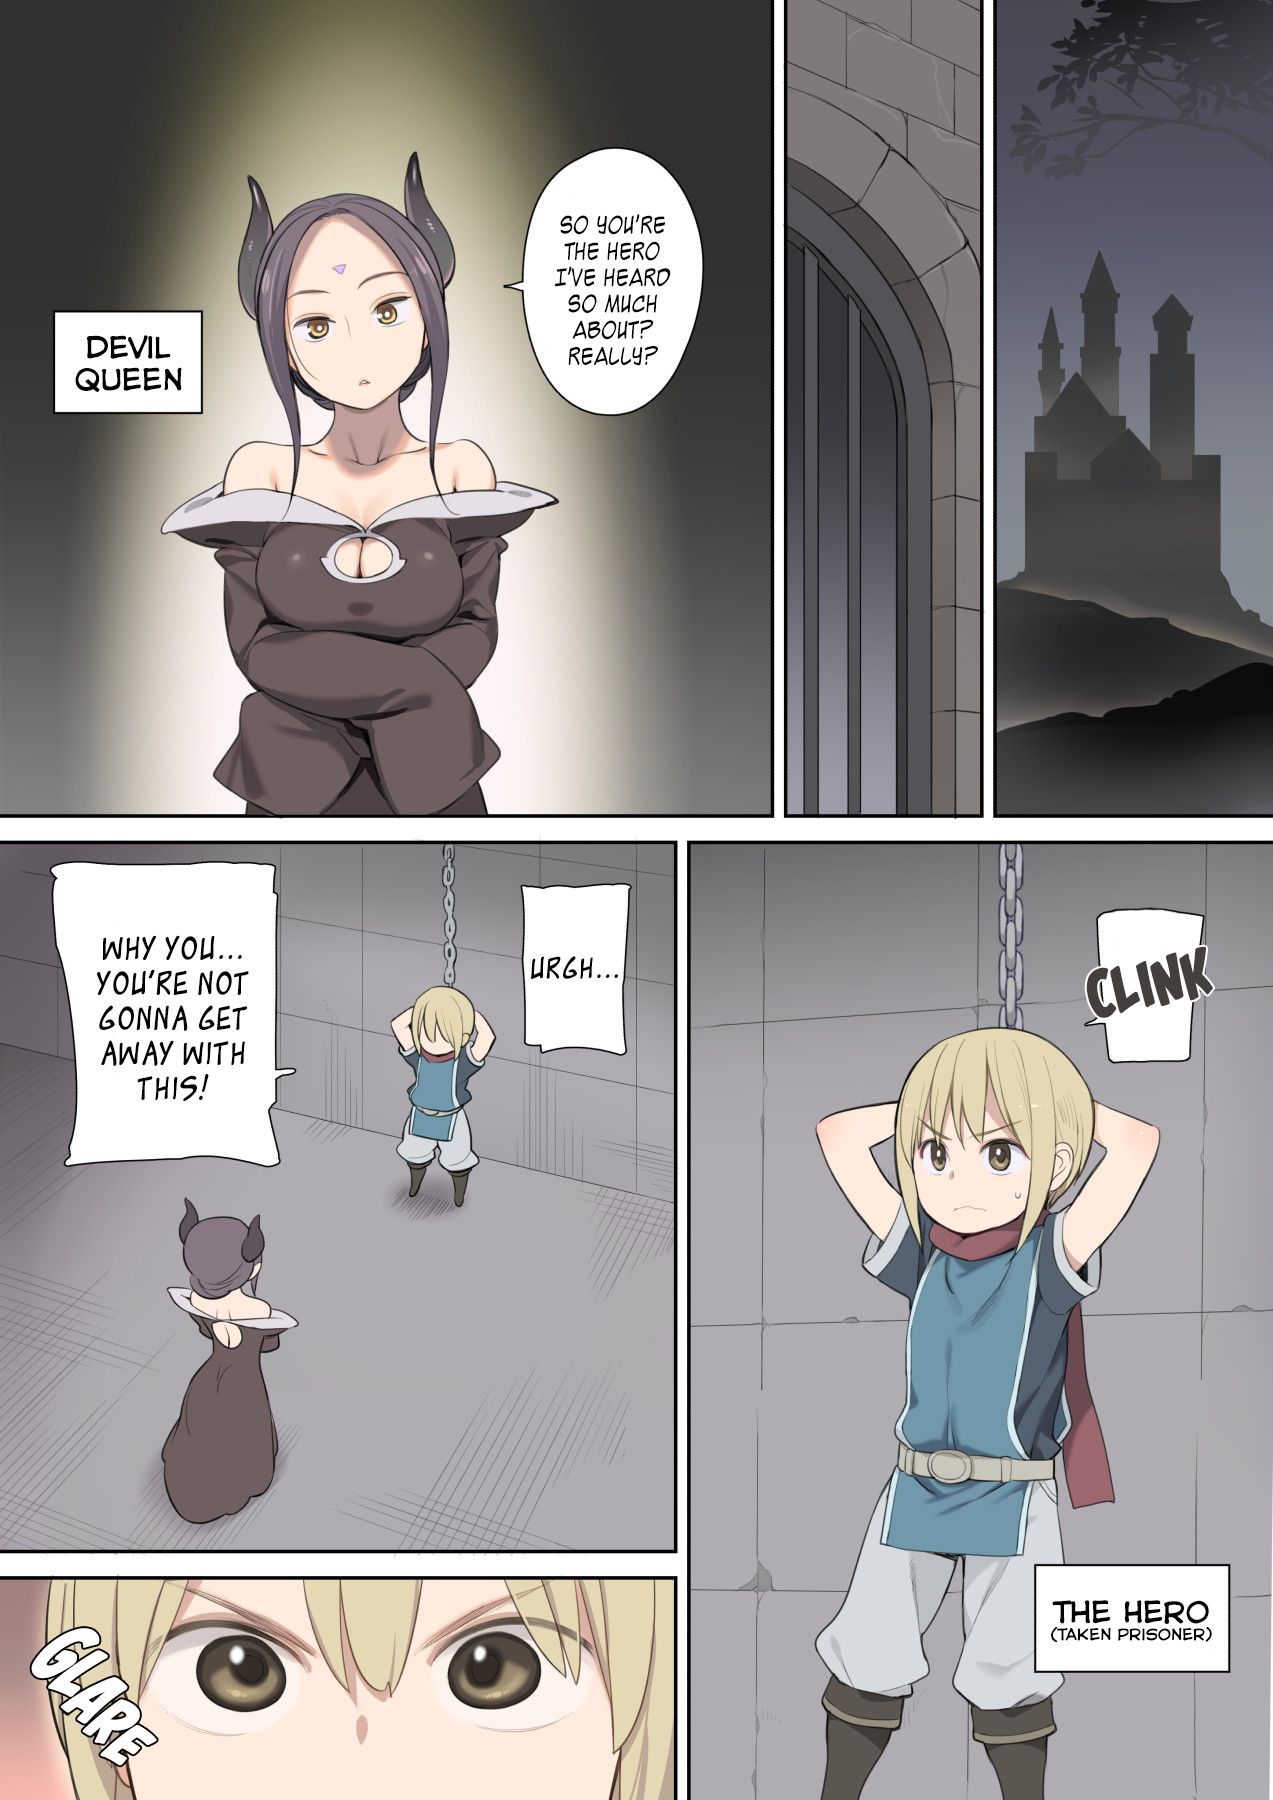 SO YOU'RE
THE HERO
I'VE HEARD
SO MUCH
ABOUT?
REALLY?
DEVIL
QUEEN
CLINK
THE HERO
(TAKEN PRISONER)
URGH...
WHY YOU...
YOU'RE NOT
GONNA GET
AWAY WITH
THIS!
GLARE